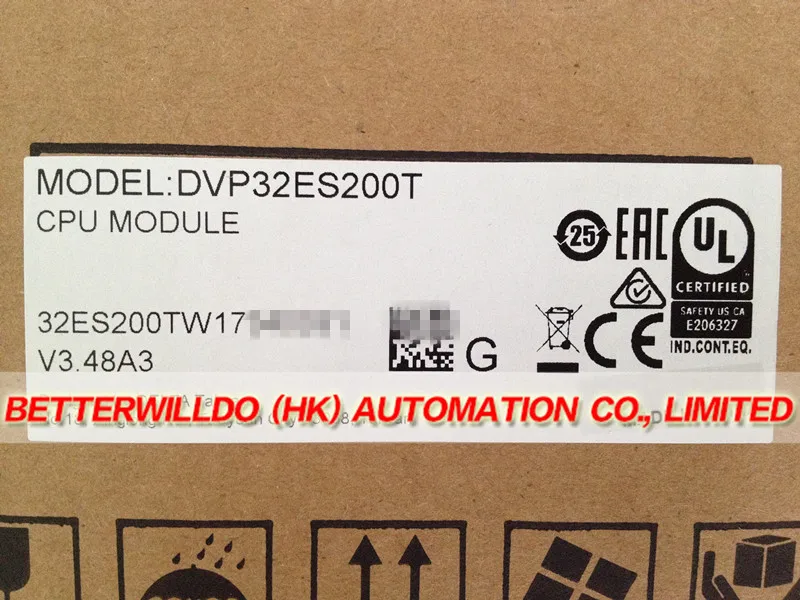 MODEL:DVP32ES200T
CPU MODULE
25
EAC
UL
CERTIFIED
SAFETY US CA
E206327
IND.CONT.EQ.
32ES200TW17
V3.48A3
G
CE
BETTERWILLDO (HK) AUTOMATION CO., LIMITED